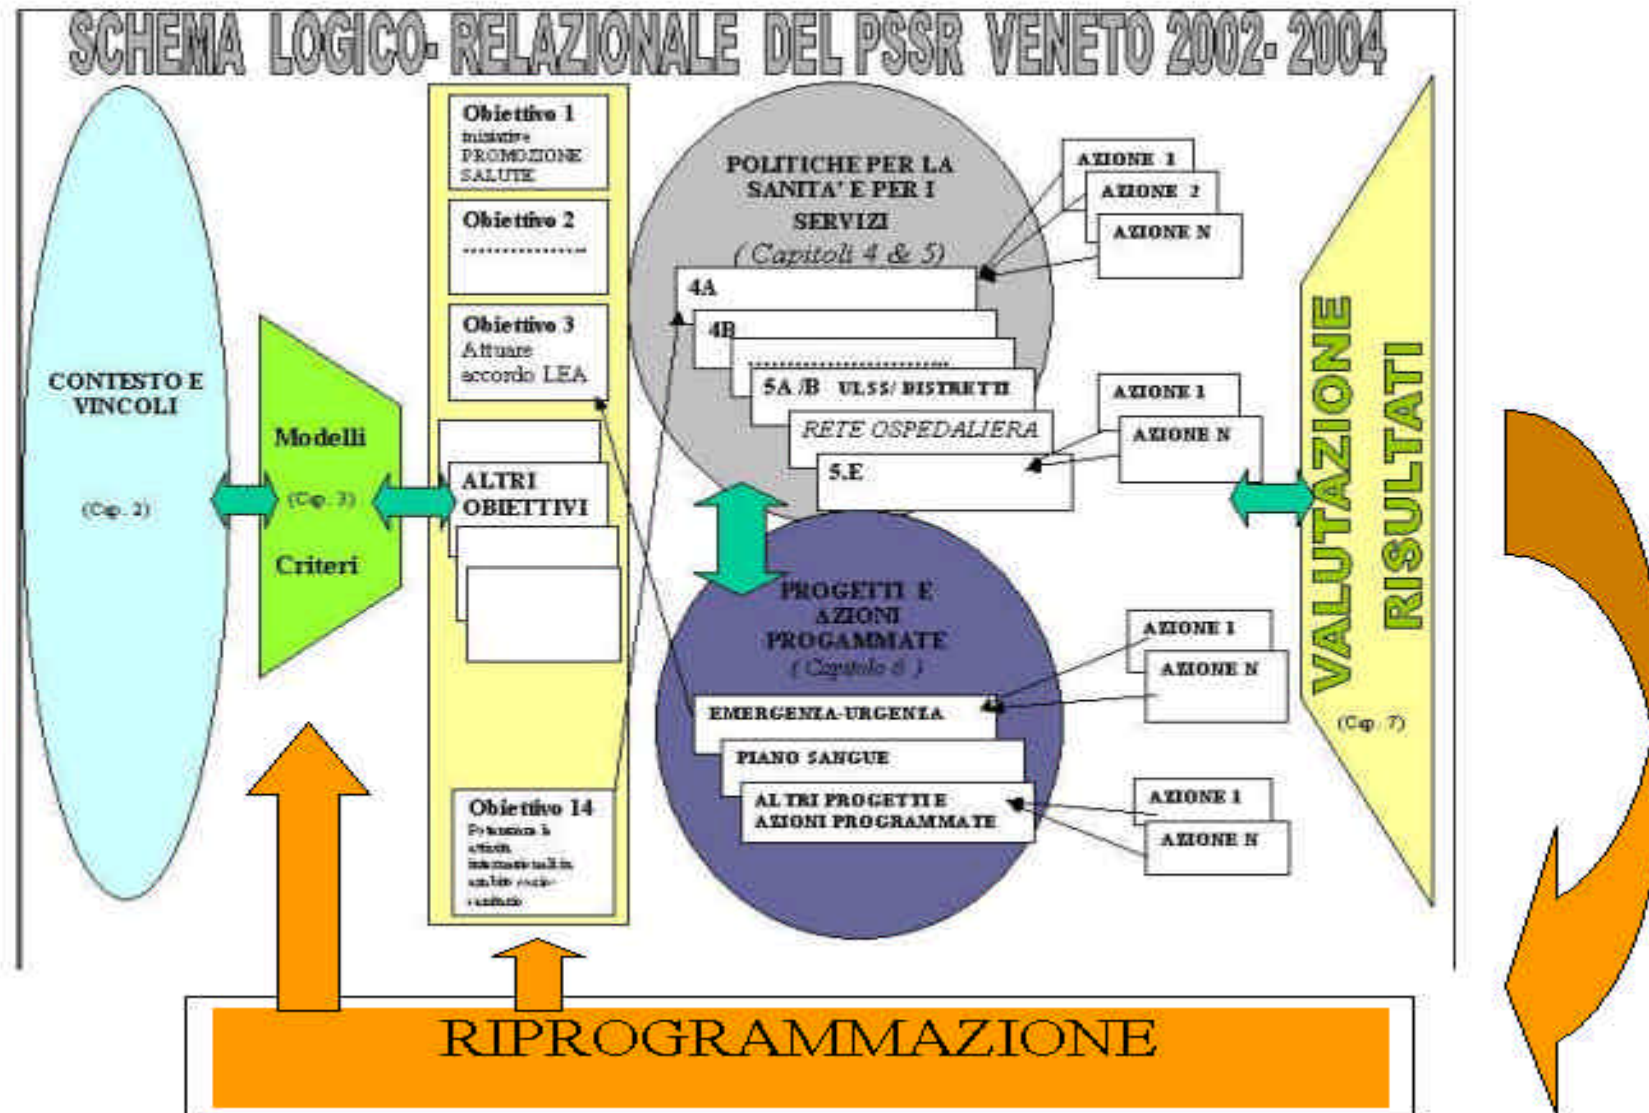 SCHEMA LOGICO- RELAZIONALE DEL PSSR VENETO 2002- 2004
CONTESTO E
VINCOLI
(Cap. 2)
Modelli
(Cap. 3)
Criteri
Obiettivo 1
Iniziative
PROMOZIONE
SALUTE
Obiettivo 2
....................
Obiettivo 3
Attuare
accordo LEA
ALTRI
OBIETTIVI
Obiettivo 14
POLITICHE PER LA
SANITA' E PER I
SERVIZI
( Capitoli 4 & 5)
4A
4B
................................
5A /B ULSS/ DISTRETTI
RETE OSPEDALIERA
5.E
PROGETTI E
AZIONI
PROGAMMATE
( Capitolo 6 )
EMERGENZA-URGENZA
PIANO SANGUE
ALTRI PROGETTI E
AZIONI PROGRAMMATE
AZIONE 1
AZIONE 2
AZIONE N
AZIONE 1
AZIONE N
AZIONE 1
AZIONE N
AZIONE 1
AZIONE N
VALUTAZIONE
RISULTATI
(Cap. 7)
RIPROGRAMMAZIONE